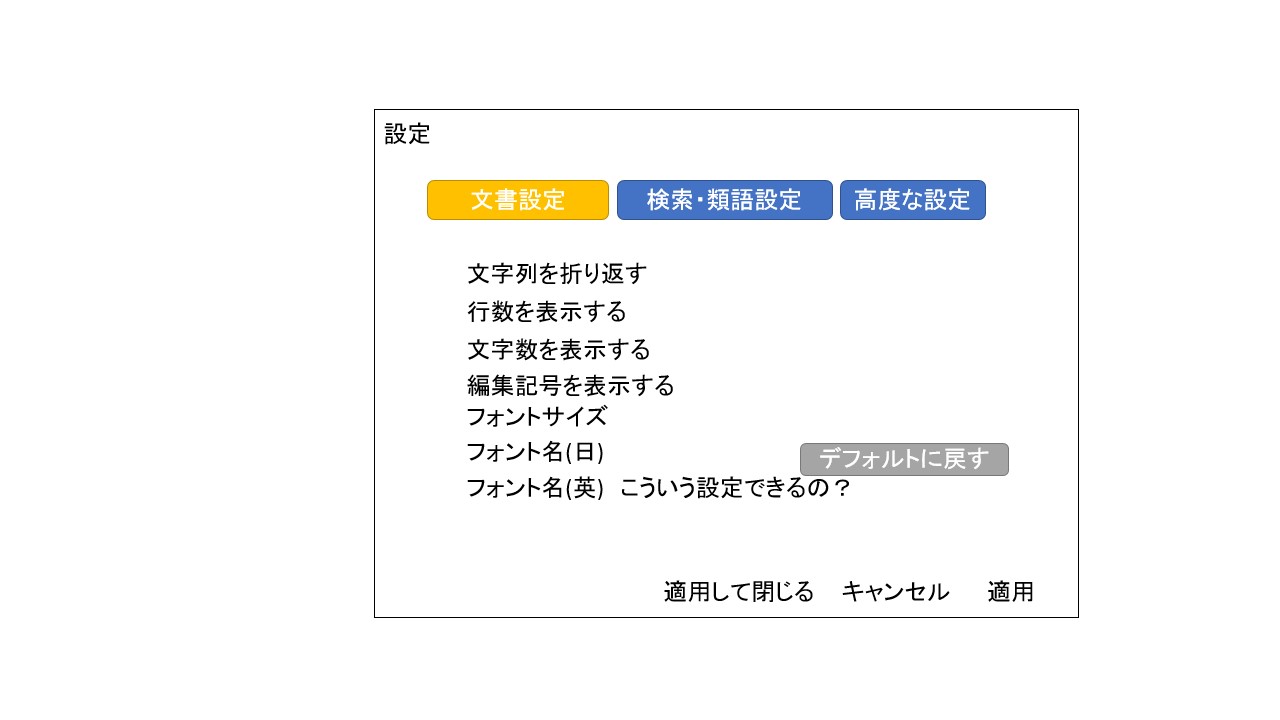 設定
文書設定 検索・類語設定 高度な設定
文字列を折り返す
行数を表示する
文字数を表示する
編集記号を表示する
フォントサイズ
フォント名(日)
デフォルトに戻す
フォント名(英) こういう設定できるの？
適用して閉じる キャンセル 適用